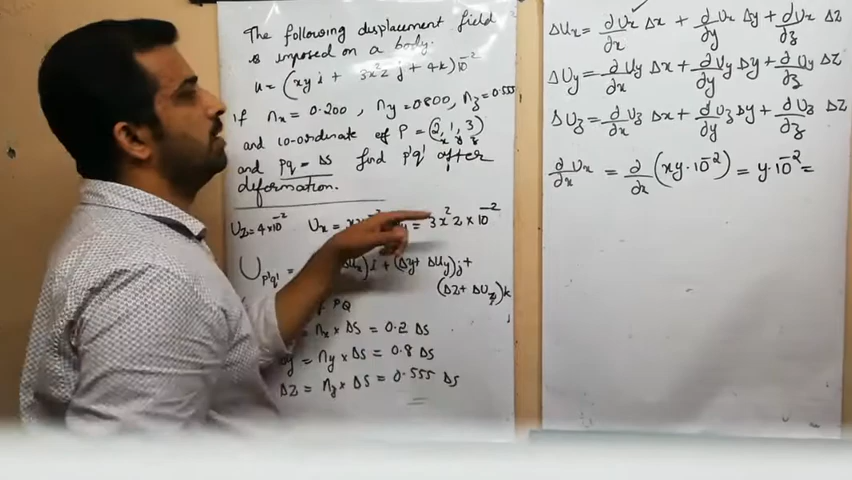 The following displacement field
is imposed on a body.
u = (xy i + 3x²z j + 4k)10⁻²
if nx = 0.200, ny = 0.800, nz = 0.555
and co-ordinate of P = (2, 1, 3)
x y z
and PQ = ΔS find P'Q' after
deformation.
Uz = 4×10⁻² Ux = = 3x²z × 10⁻²
U P'Q' = i + (Δy + ΔUy)j +
(Δz + ΔUz)k
PQ
= nx × ΔS = 0.2 ΔS
= ny × ΔS = 0.8 ΔS
Δz = nz × ΔS = 0.555 ΔS
ΔUx = ∂Ux/∂x Δx + ∂Ux/∂y Δy + ∂Ux/∂z Δz
ΔUy = ∂Uy/∂x Δx + ∂Uy/∂y Δy + ∂Uy/∂z Δz
ΔUz = ∂Uz/∂x Δx + ∂Uz/∂y Δy + ∂Uz/∂z Δz
∂Ux/∂x = ∂/∂x (xy·10⁻²) = y·10⁻² =